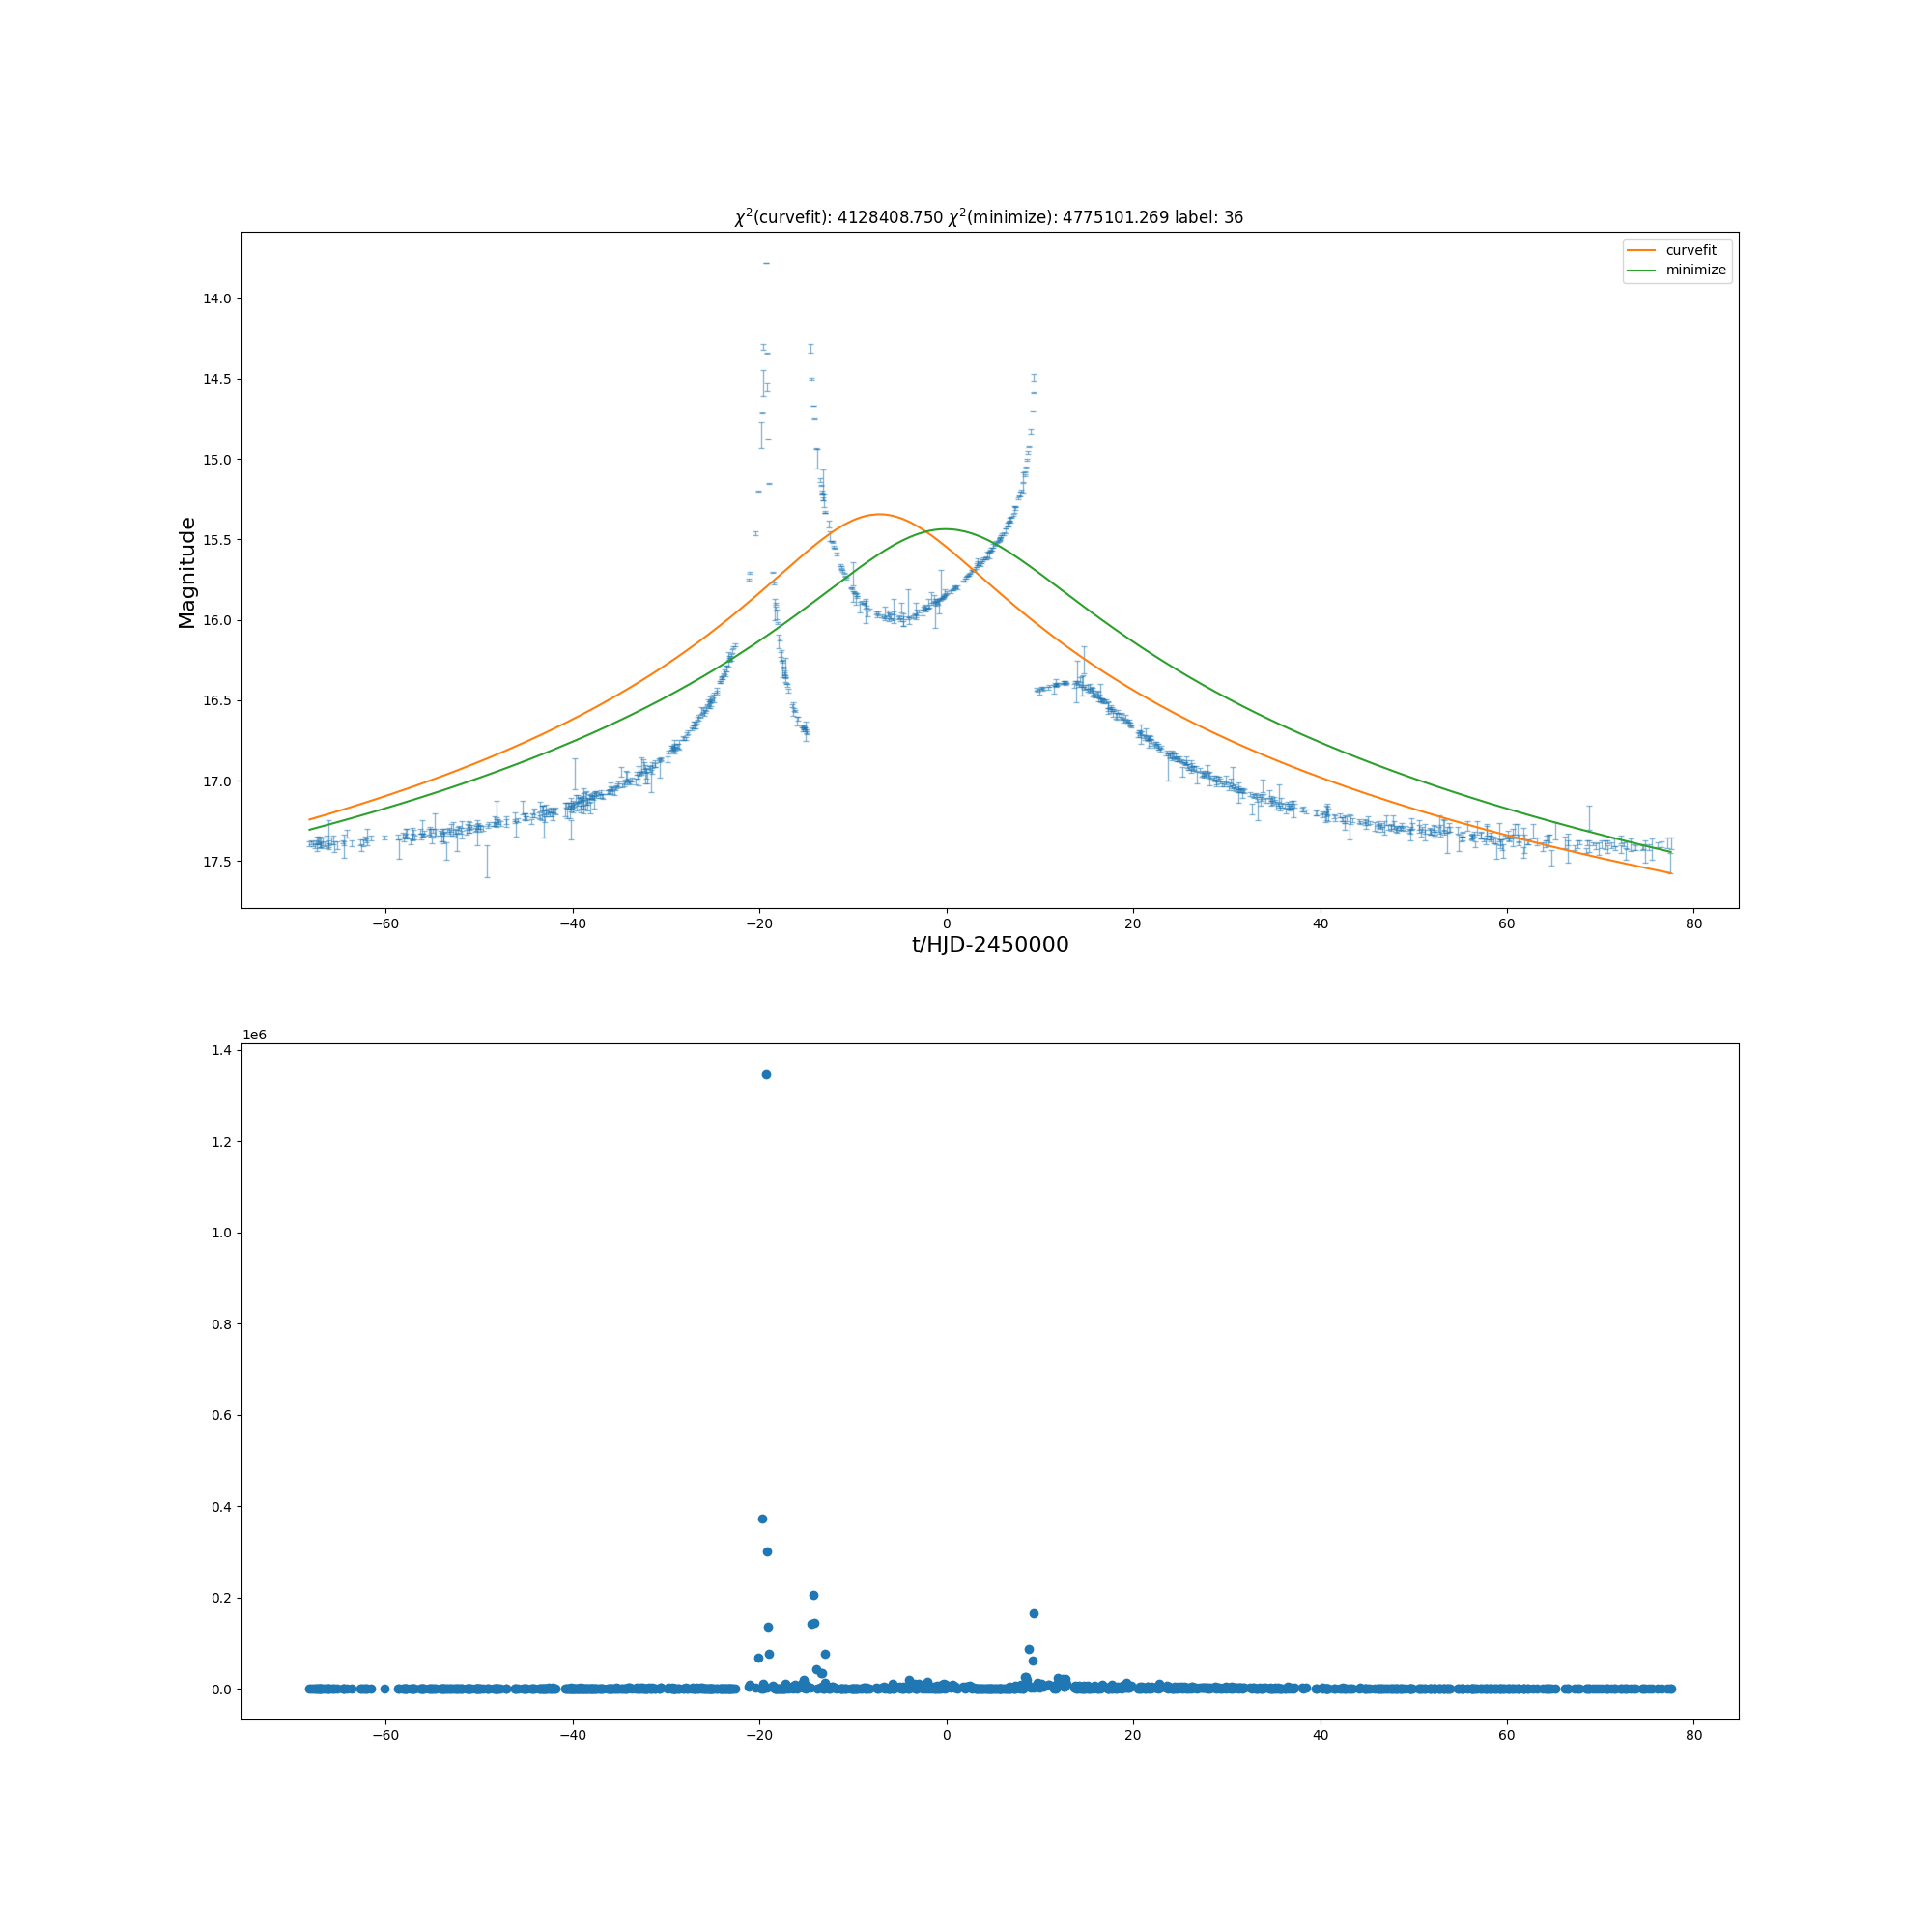 χ²(curvefit): 4128408.750 χ²(minimize): 4775101.269 label: 36
curvefit
minimize
Magnitude
14.0
14.5
15.0
15.5
16.0
16.5
17.0
17.5
−60 −40 −20 0 20 40 60 80
t/HJD-2450000
1e6
1.4
1.2
1.0
0.8
0.6
0.4
0.2
0.0
−60 −40 −20 0 20 40 60 80